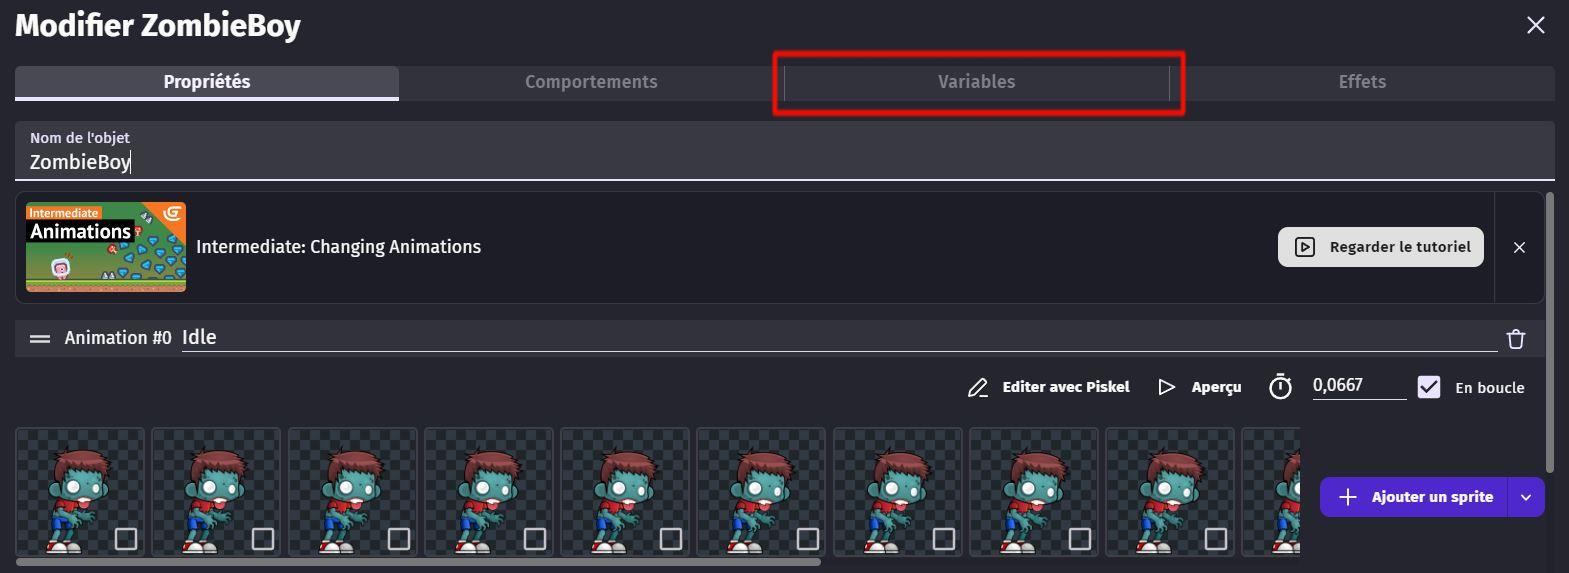 Modifier ZombieBoy
Propriétés Comportements Variables Effets
Nom de l'objet
ZombieBoy
Intermediate
Animations
Intermediate: Changing Animations
Regarder le tutoriel
Animation #0 Idle
Editer avec Piskel Aperçu 0,0667 En boucle
Ajouter un sprite